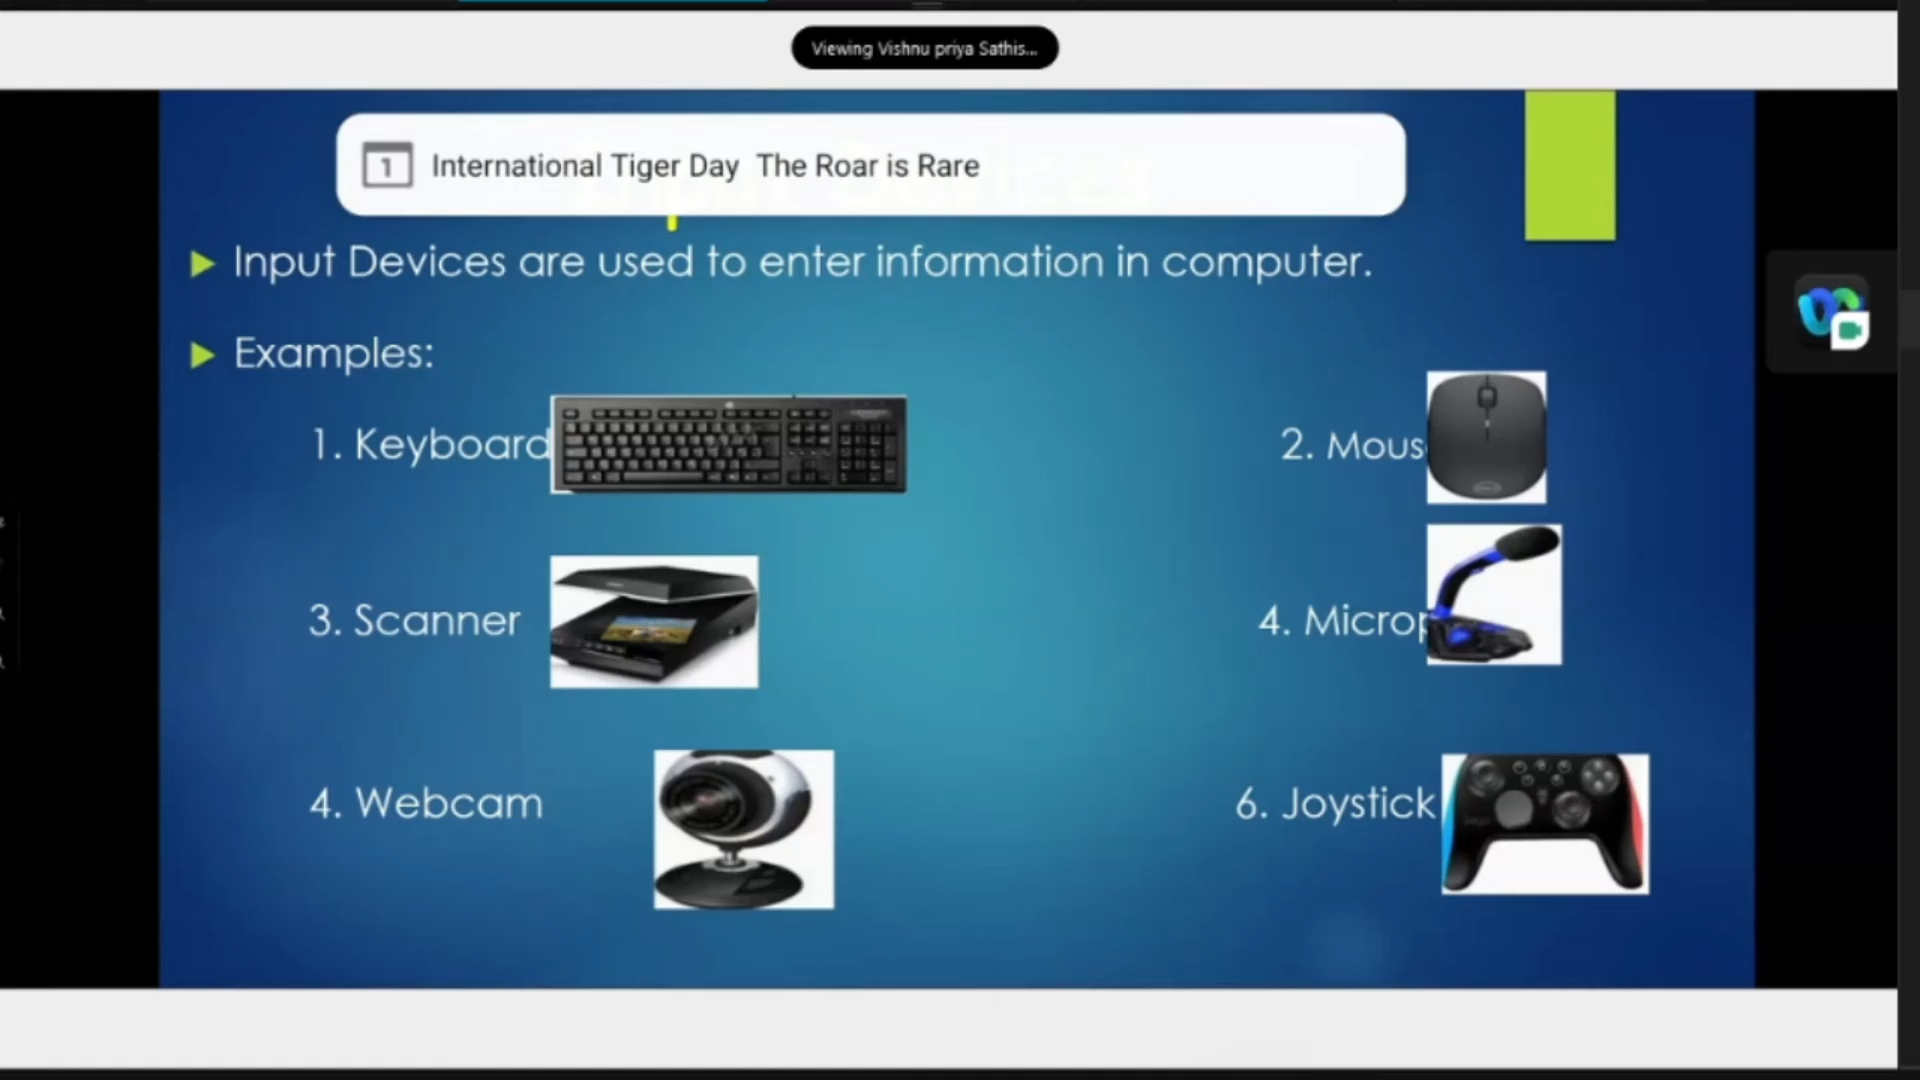 Viewing Vishnu priya Sathis...
1 International Tiger Day The Roar is Rare
Input Devices are used to enter information in computer.
Examples:
1. Keyboard
2. Mous
3. Scanner
4. Microp
4. Webcam
6. Joystick